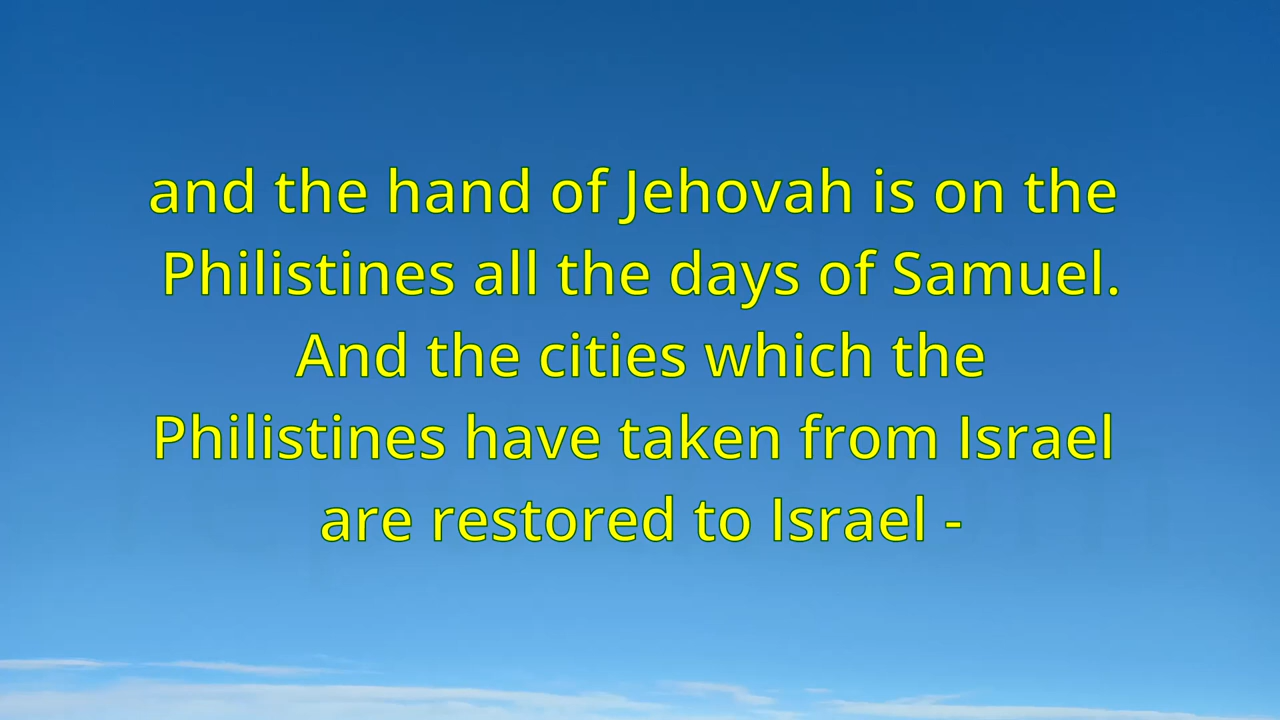 and the hand of Jehovah is on the
Philistines all the days of Samuel.
And the cities which the
Philistines have taken from Israel
are restored to Israel -